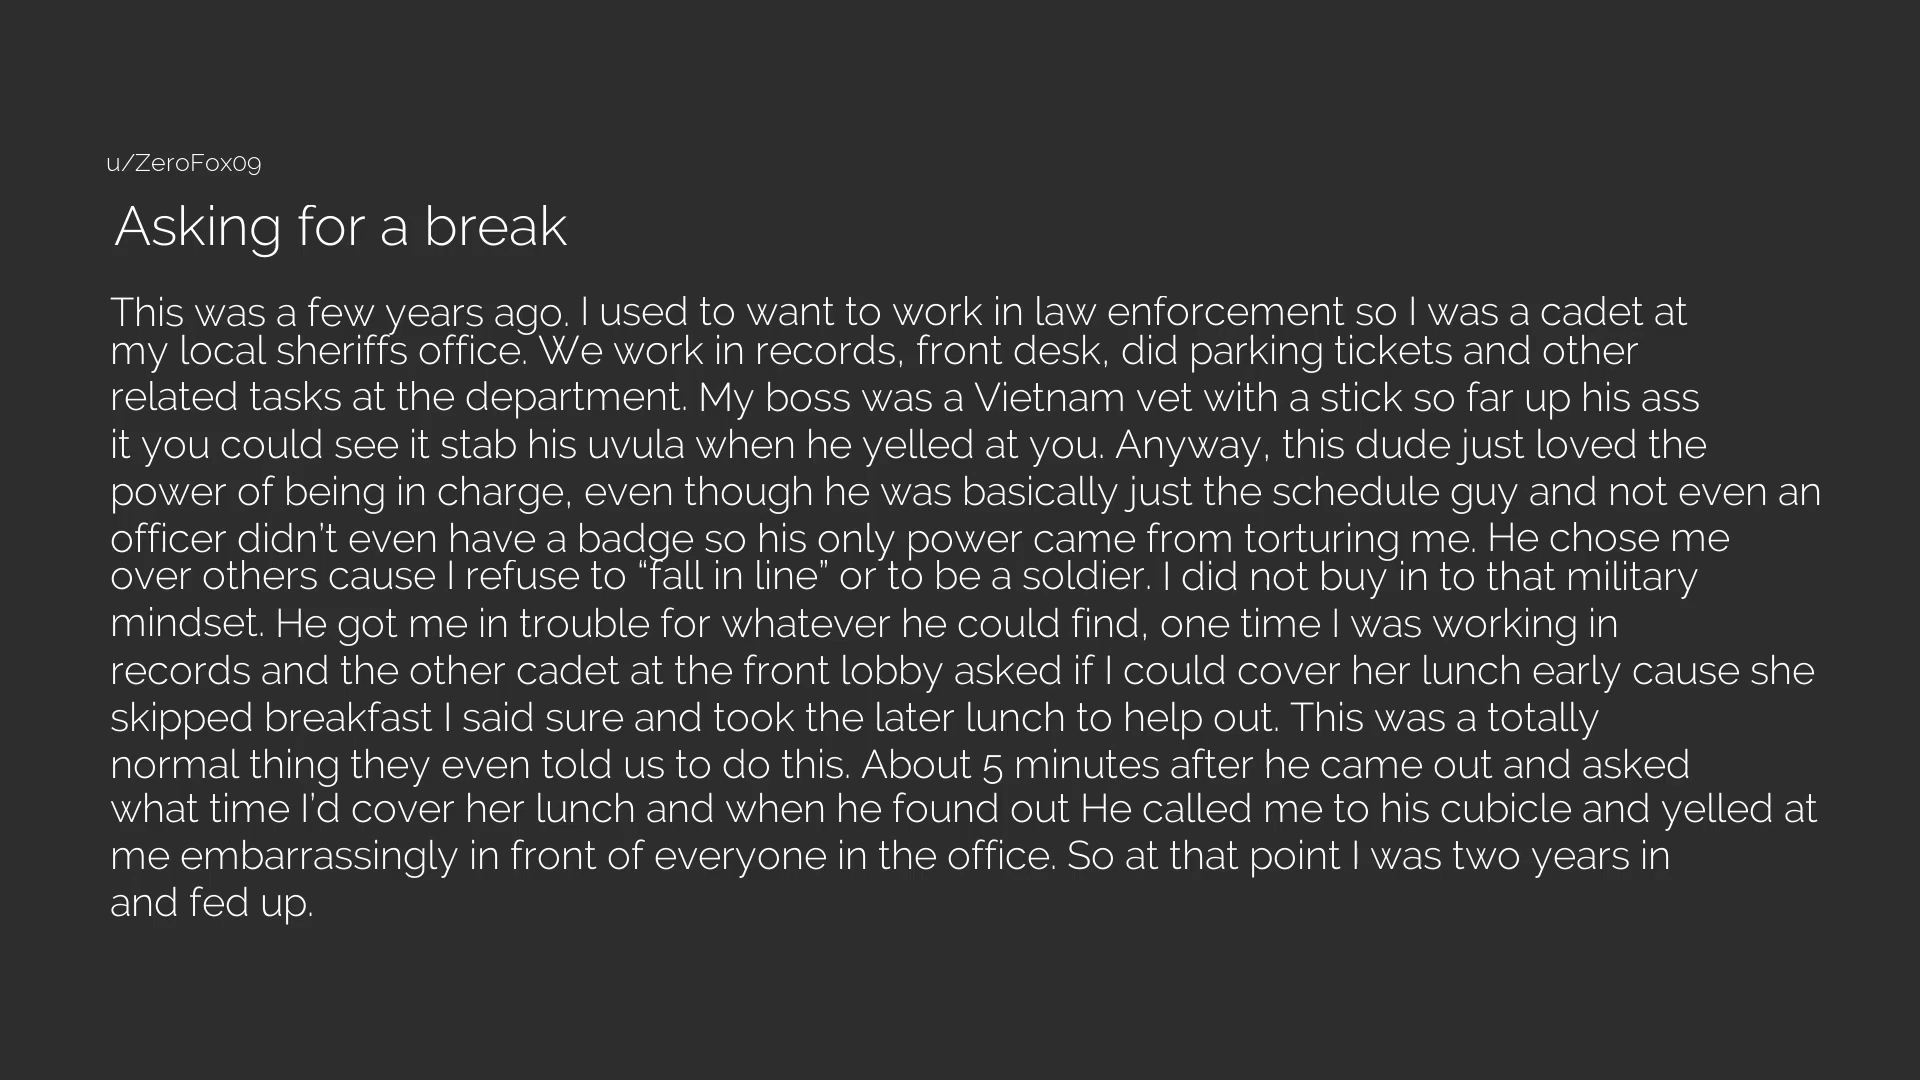 u/ZeroFox09
Asking for a break
This was a few years ago. I used to want to work in law enforcement so I was a cadet at
my local sheriffs office. We work in records, front desk, did parking tickets and other
related tasks at the department. My boss was a Vietnam vet with a stick so far up his ass
it you could see it stab his uvula when he yelled at you. Anyway, this dude just loved the
power of being in charge, even though he was basically just the schedule guy and not even an
officer didn't even have a badge so his only power came from torturing me. He chose me
over others cause I refuse to “fall in line” or to be a soldier. I did not buy in to that military
mindset. He got me in trouble for whatever he could find, one time I was working in
records and the other cadet at the front lobby asked if I could cover her lunch early cause she
skipped breakfast I said sure and took the later lunch to help out. This was a totally
normal thing they even told us to do this. About 5 minutes after he came out and asked
what time I'd cover her lunch and when he found out He called me to his cubicle and yelled at
me embarrassingly in front of everyone in the office. So at that point I was two years in
and fed up.